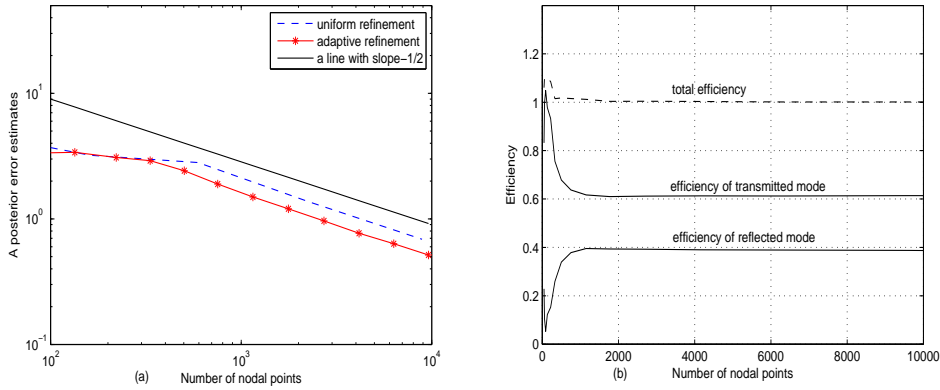 uniform refinement
adaptive refinement
a line with slope-1/2
A posterior error estimates
10^1
10^0
10^-1
10^2
10^3
10^4
(a)
Number of nodal points
Efficiency
1.2
1
0.8
0.6
0.4
0.2
0
total efficiency
efficiency of transmitted mode
efficiency of reflected mode
0 2000 4000 6000 8000 10000
(b)
Number of nodal points